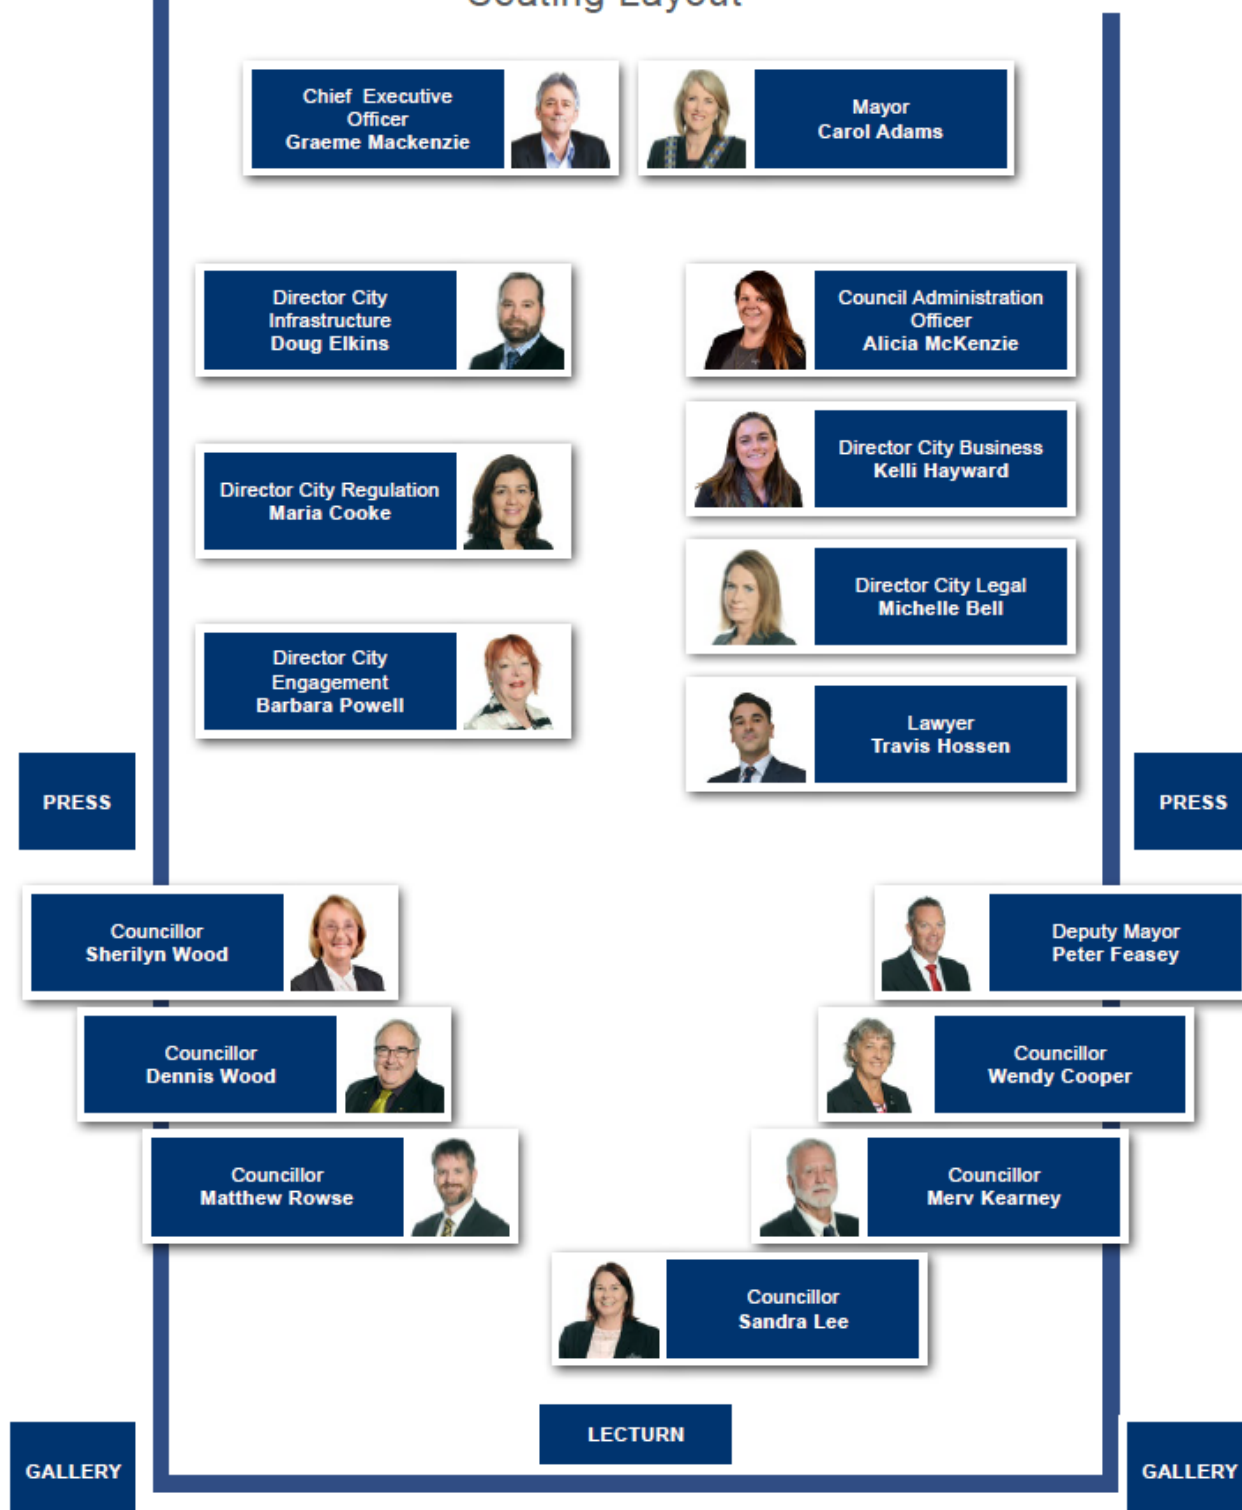 Seating Layout
Chief Executive
Officer
Graeme Mackenzie
Mayor
Carol Adams
Director City
Infrastructure
Doug Elkins
Council Administration
Officer
Alicia McKenzie
Director City Business
Kelli Hayward
Director City Regulation
Maria Cooke
Director City Legal
Michelle Bell
Director City
Engagement
Barbara Powell
Lawyer
Travis Hossen
PRESS
PRESS
Councillor
Sherilyn Wood
Deputy Mayor
Peter Feasey
Councillor
Dennis Wood
Councillor
Wendy Cooper
Councillor
Matthew Rowse
Councillor
Merv Kearney
Councillor
Sandra Lee
LECTURN
GALLERY
GALLERY